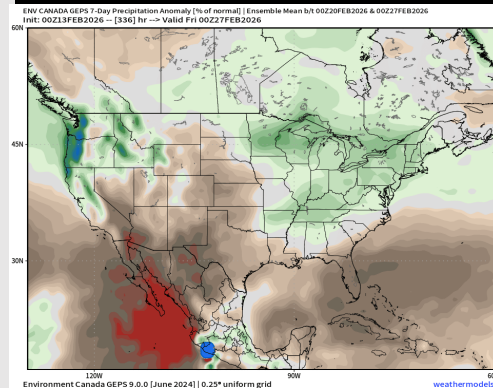 ENV CANADA GEPS 7-Day Precipitation Anomaly [% of normal] | Ensemble Mean b/t 00Z20FEB2026 & 00Z27FEB2026
Init: 00Z13FEB2026 -- [336] hr --> Valid Fri 00Z27FEB2026
60N
45N
30N
120W
90W
60
Environment Canada GEPS 9.0.0 [June 2024] | 0.25° uniform grid
weathermodels